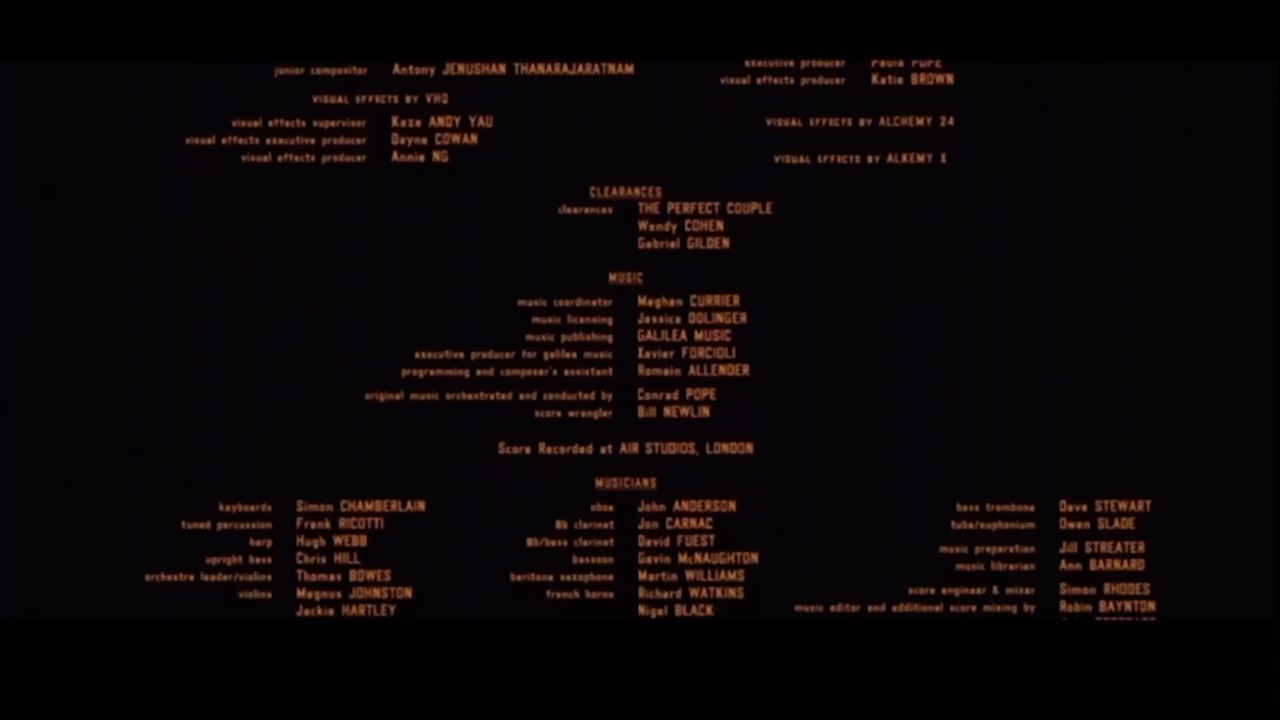 junior compositor Antony JENUSHAN THANARAJARATNAM
VISUAL EFFECTS BY VHQ
visual effects supervisor Kaze ANDY YAU
visual effects executive producer Dayne COWAN
visual effects producer Annie NG
executive producer Paula POPE
visual effects producer Katie BROWN
VISUAL EFFECTS BY ALCHEMY 24
VISUAL EFFECTS BY ALKEMY X
CLEARANCES
clearances THE PERFECT COUPLE
Wendy COHEN
Gabriel GILDEN
MUSIC
music coordinator Meghan CURRIER
music licensing Jessica DOLINGER
music publishing GALILEA MUSIC
executive producer for galilea music Xavier FORCIOLI
programming and composer's assistant Romain ALLENDER
original music orchestrated and conducted by Conrad POPE
score wrangler Bill NEWLIN
Score Recorded at AIR STUDIOS, LONDON
MUSICIANS
keyboards Simon CHAMBERLAIN
tuned percussion Frank RICOTTI
harp Hugh WEBB
upright bass Chris HILL
orchestra leader/violins Thomas BOWES
violins Magnus JOHNSTON
Jackie HARTLEY
oboe John ANDERSON
Bb clarinet Jon CARNAC
Bb/bass clarinet David FUEST
bassoon Gavin McNAUGHTON
baritone saxophone Martin WILLIAMS
french horns Richard WATKINS
Nigel BLACK
bass trombone Dave STEWART
tuba/euphonium Owen SLADE
music preparation Jill STREATER
music librarian Ann BARNARD
score engineer & mixer Simon RHODES
music editor and additional score mixing by Robin BAYNTON